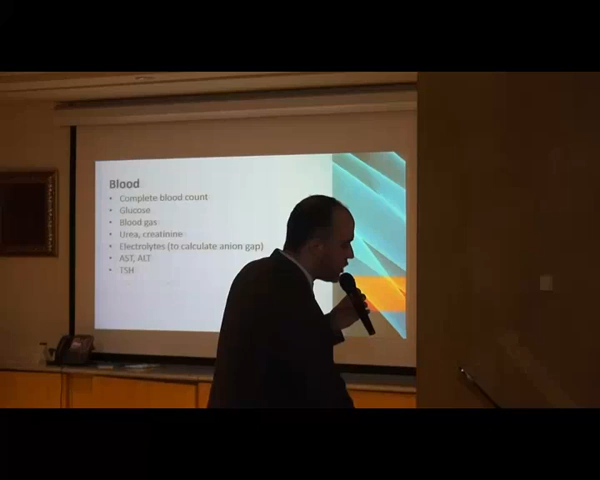 Blood
• Complete blood count
• Glucose
• Blood gas
• Urea, creatinine
• Electrolytes (to calculate anion gap)
• AST, ALT
• TSH